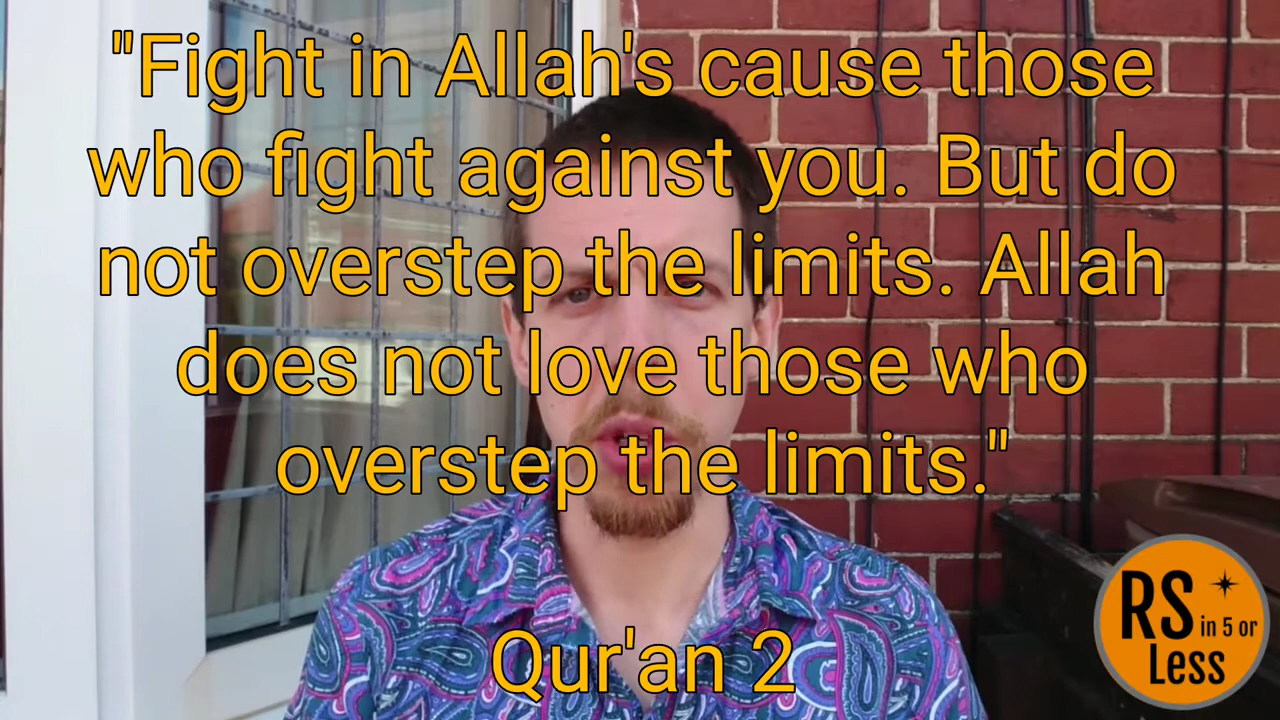 "Fight in Allah's cause those
who fight against you. But do
not overstep the limits. Allah
does not love those who
overstep the limits."
Qur'an 2
RS
in 5 or
Less